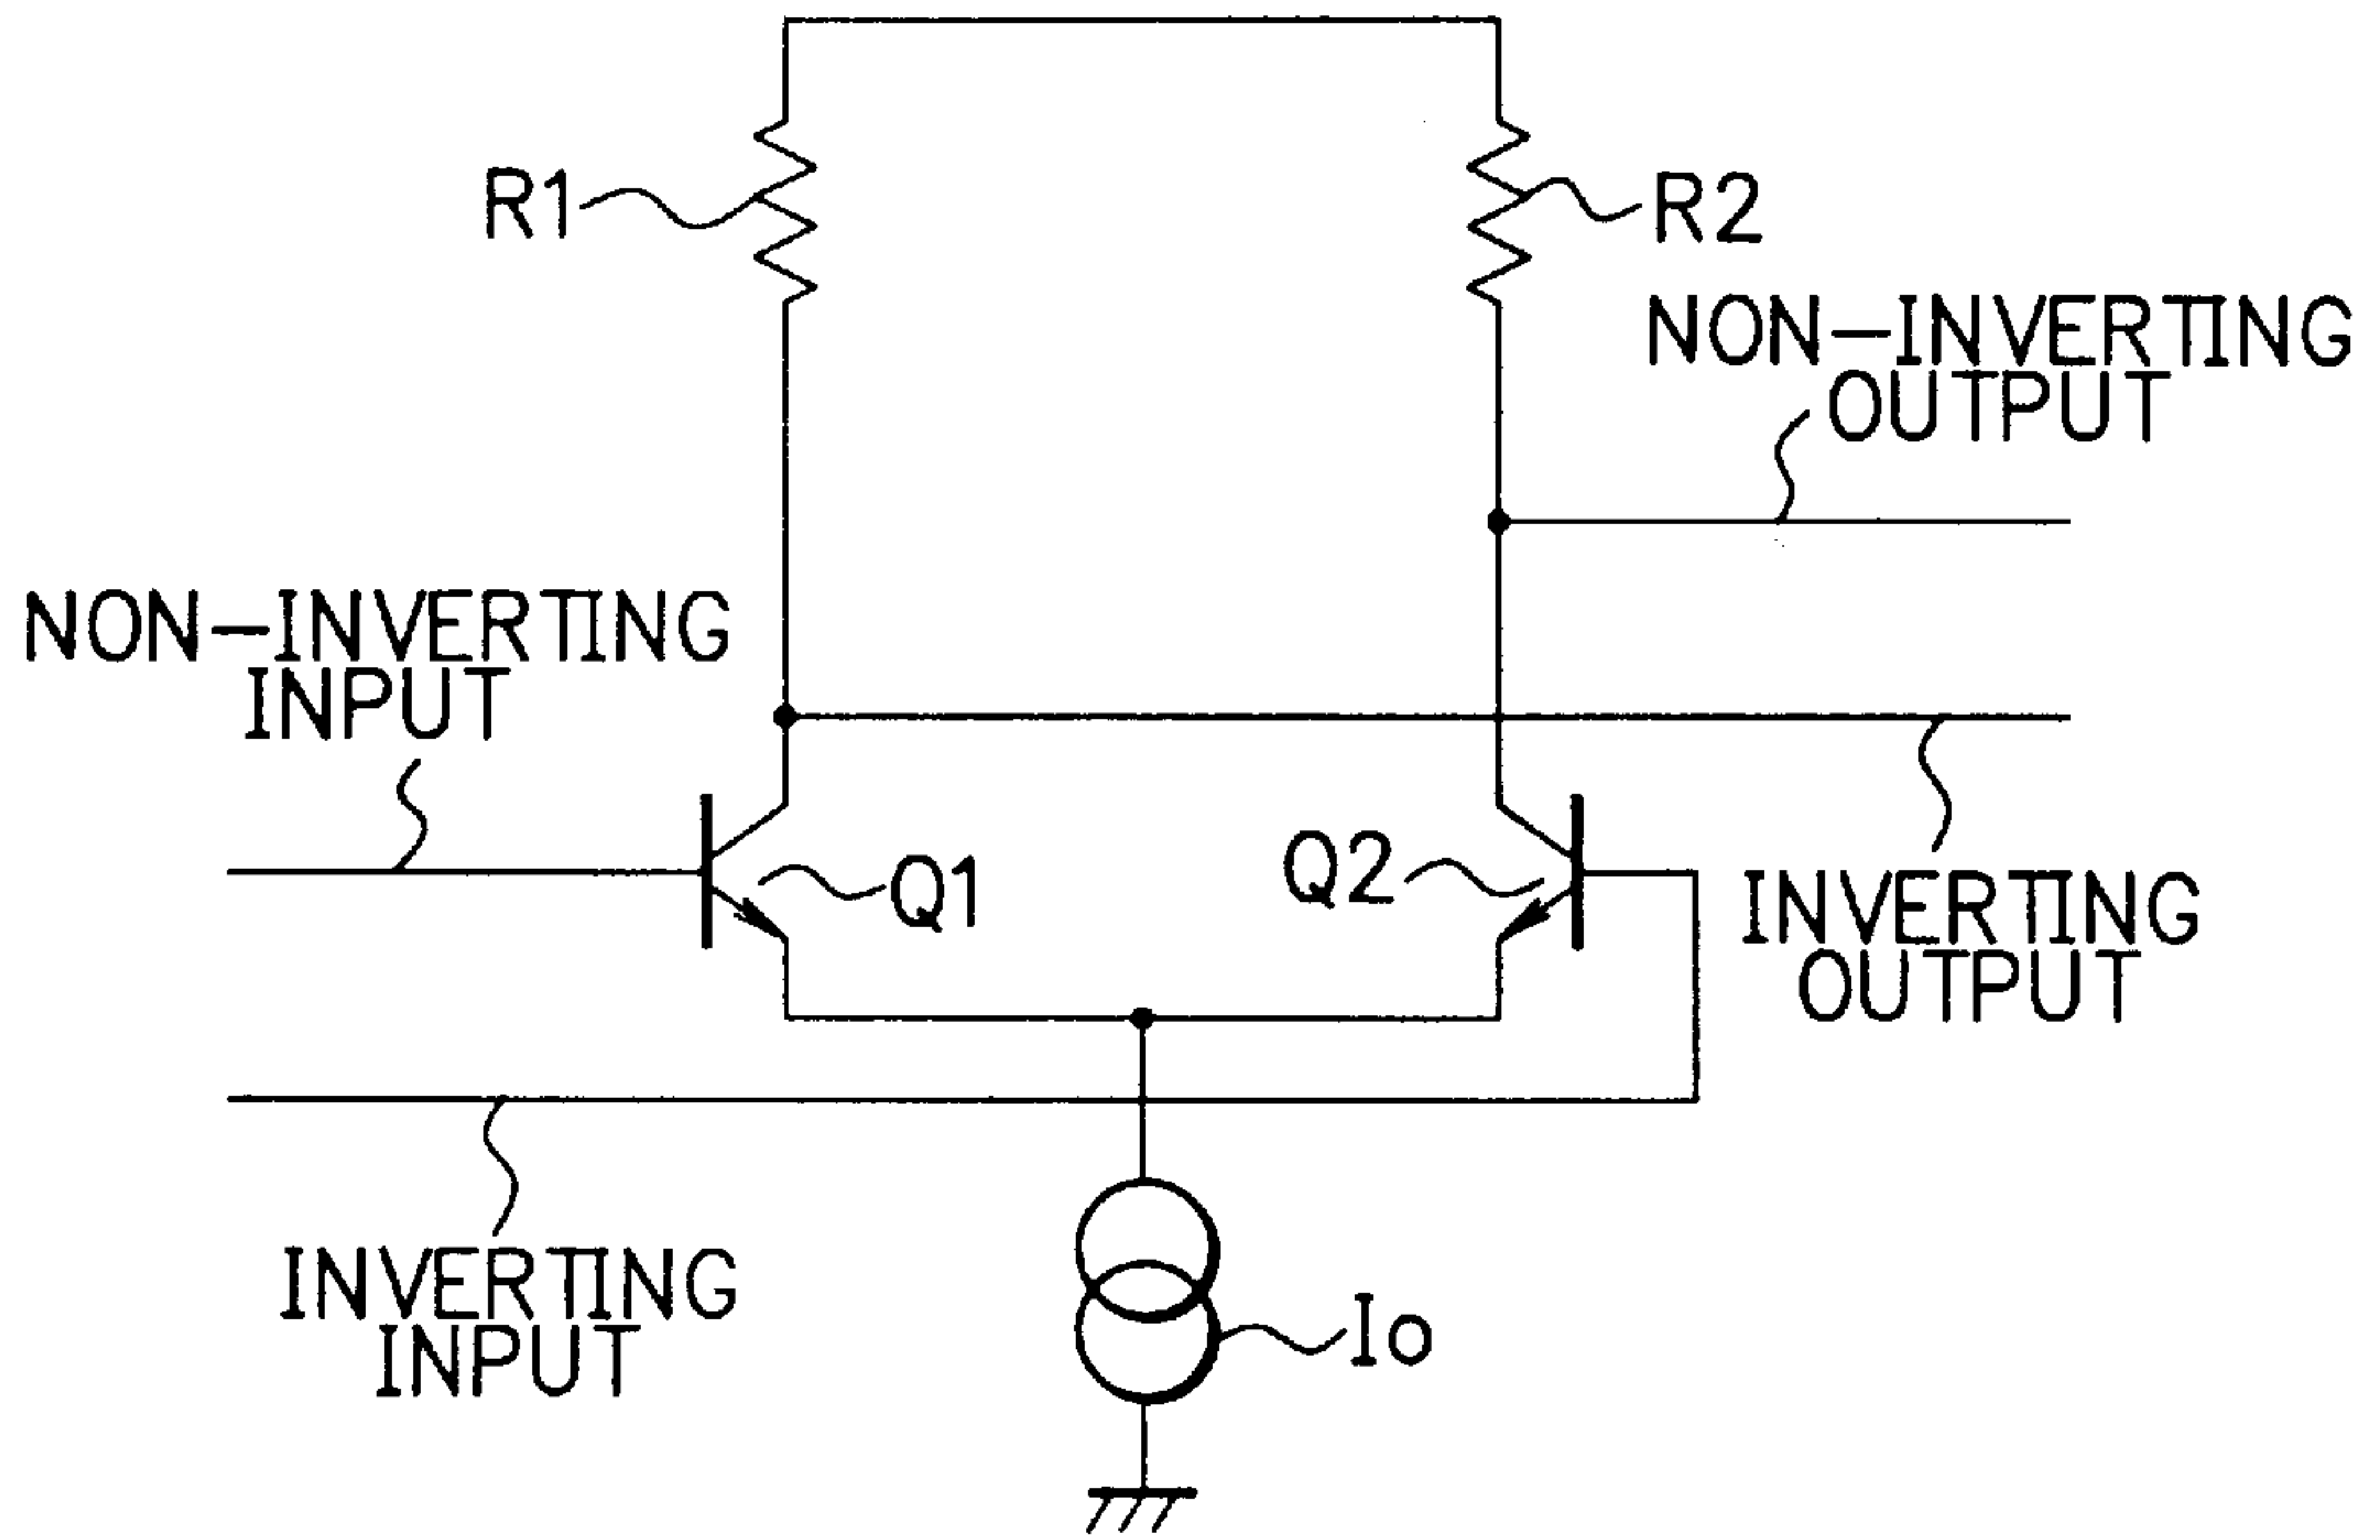 R1
R2
NON-INVERTING
OUTPUT
NON-INVERTING
INPUT
Q1
Q2
INVERTING
OUTPUT
INVERTING
INPUT
Io